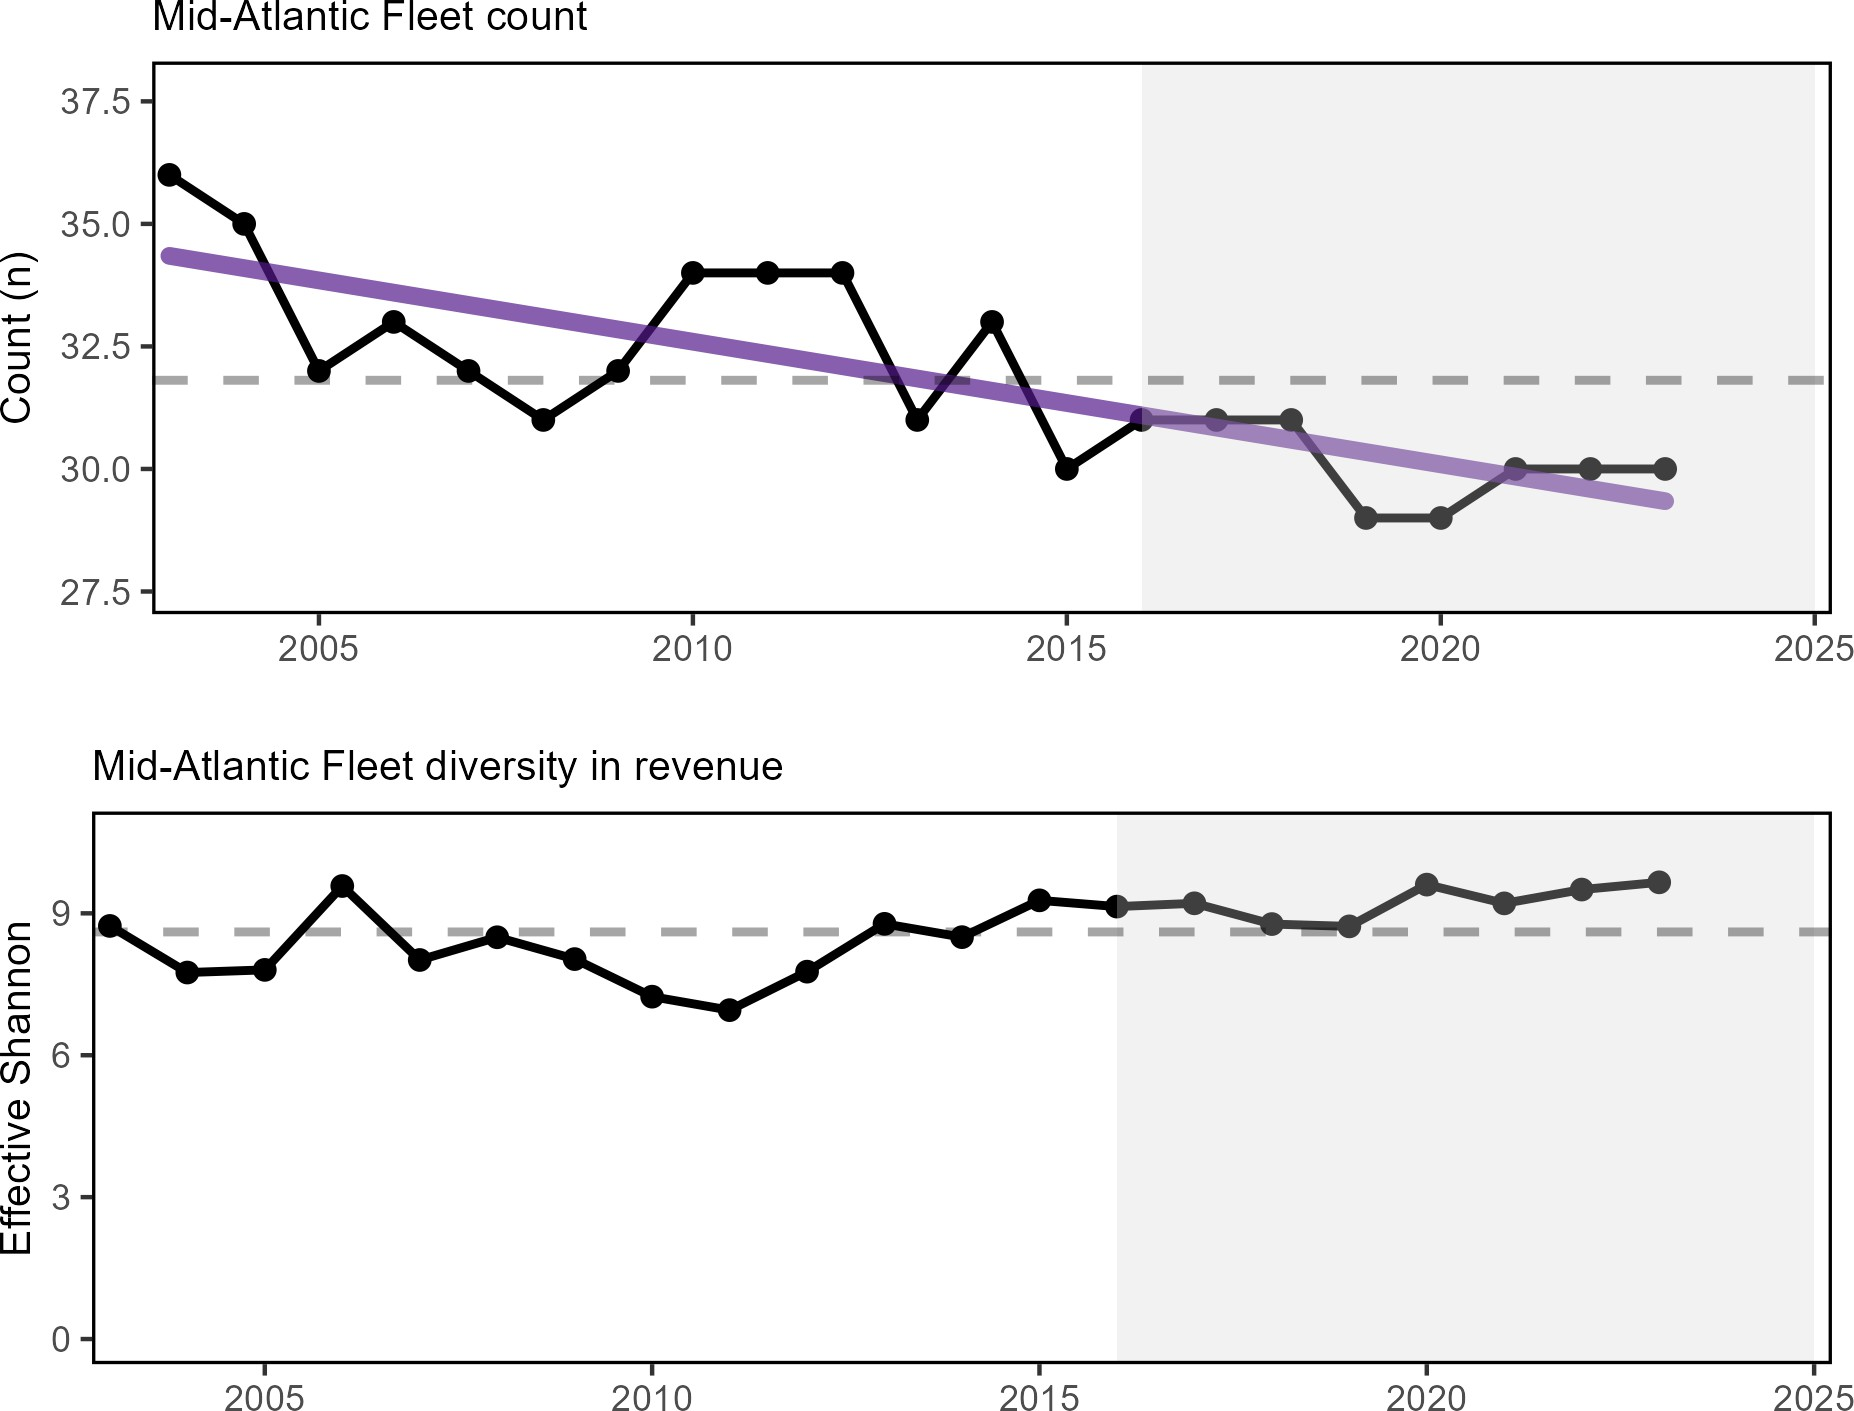 Mid-Atlantic Fleet count
37.5
35.0
32.5
30.0
27.5
Count (n)
2005 2010 2015 2020 2025
Mid-Atlantic Fleet diversity in revenue
9
6
3
0
Effective Shannon
2005 2010 2015 2020 2025